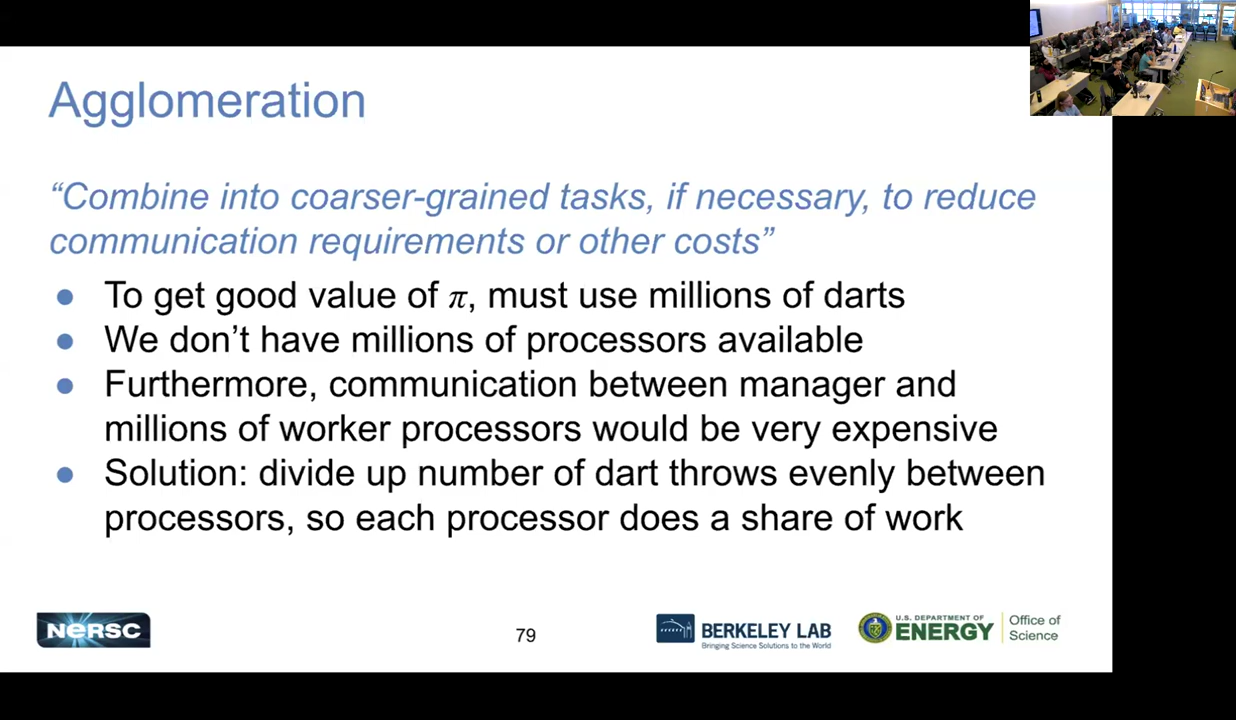 Agglomeration
“Combine into coarser-grained tasks, if necessary, to reduce
communication requirements or other costs”
● To get good value of π, must use millions of darts
● We don’t have millions of processors available
● Furthermore, communication between manager and
millions of worker processors would be very expensive
● Solution: divide up number of dart throws evenly between
processors, so each processor does a share of work
NERSC
79
BERKELEY LAB
Bringing Science Solutions to the World
U.S. DEPARTMENT OF
ENERGY
Office of
Science